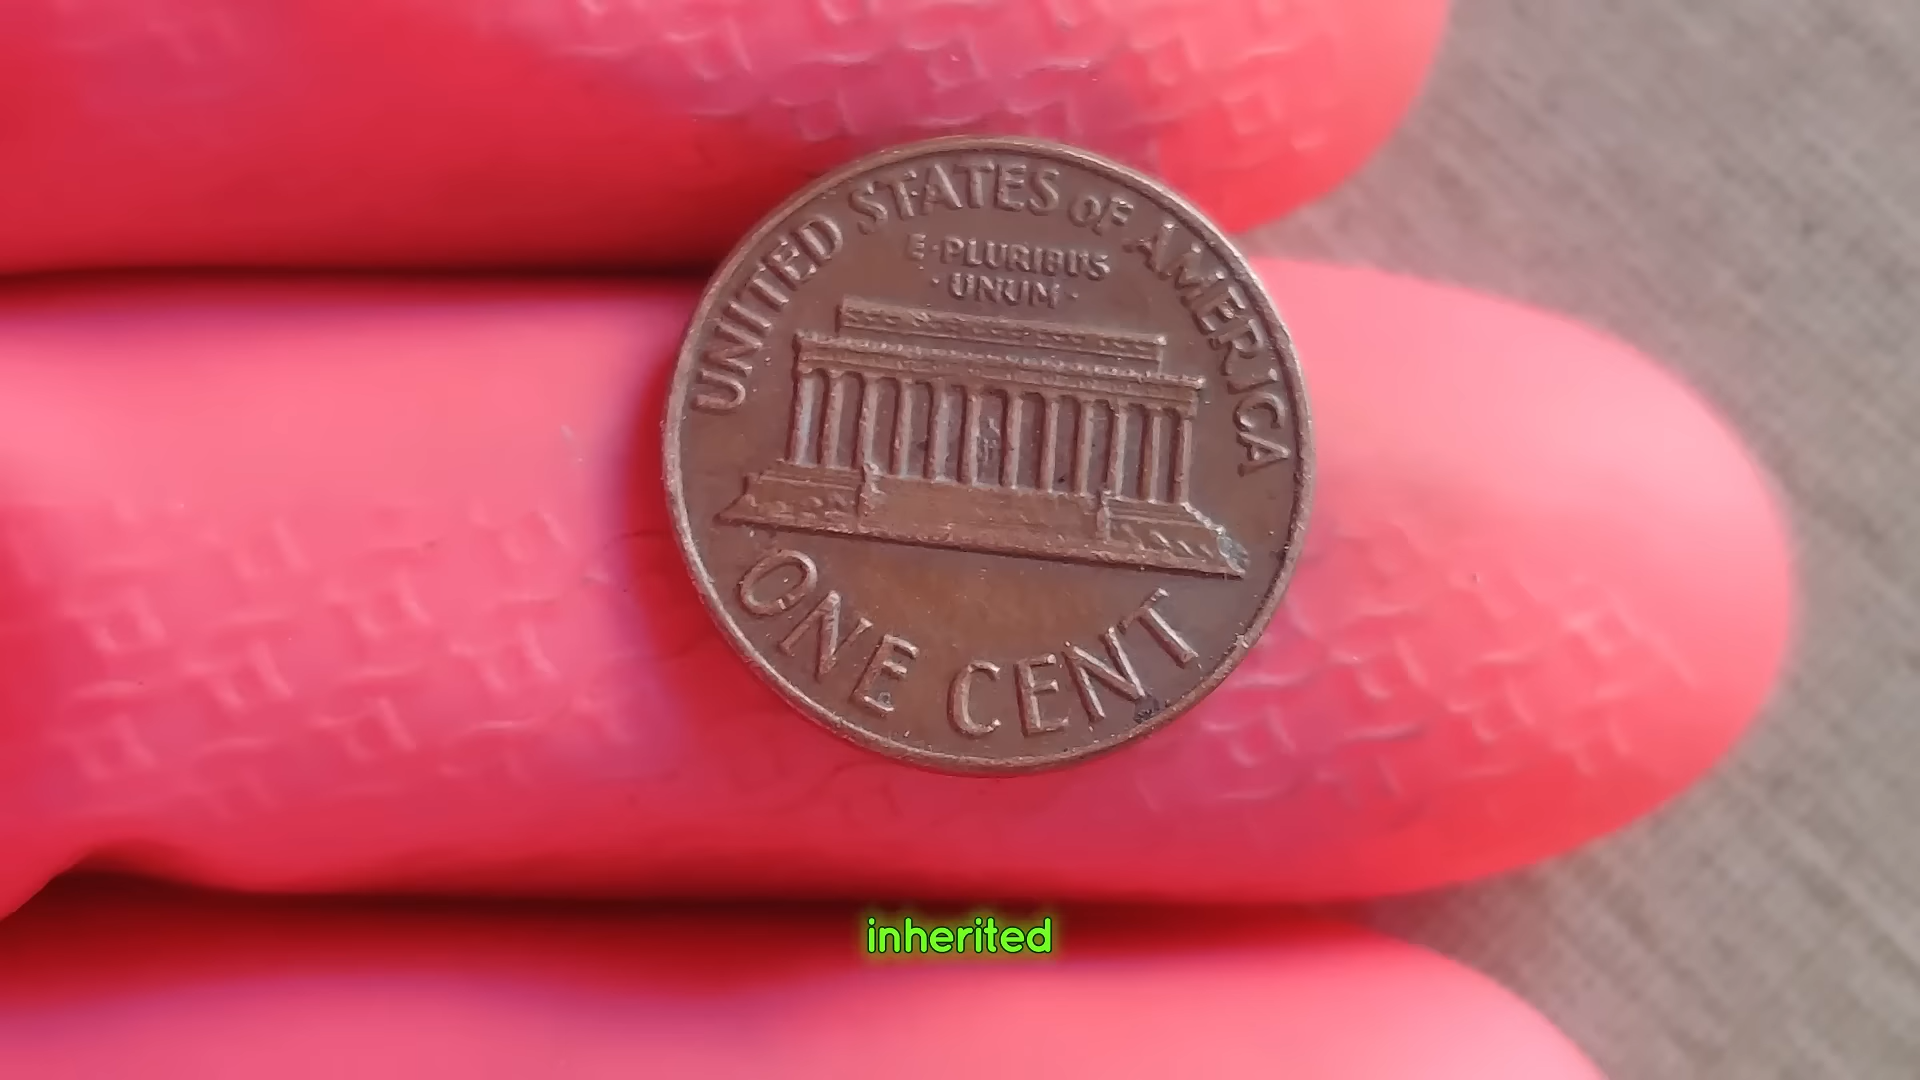 UNITED STATES oF AMERICA
E·PLURIBUS
·UNUM·
ONE CENT
inherited